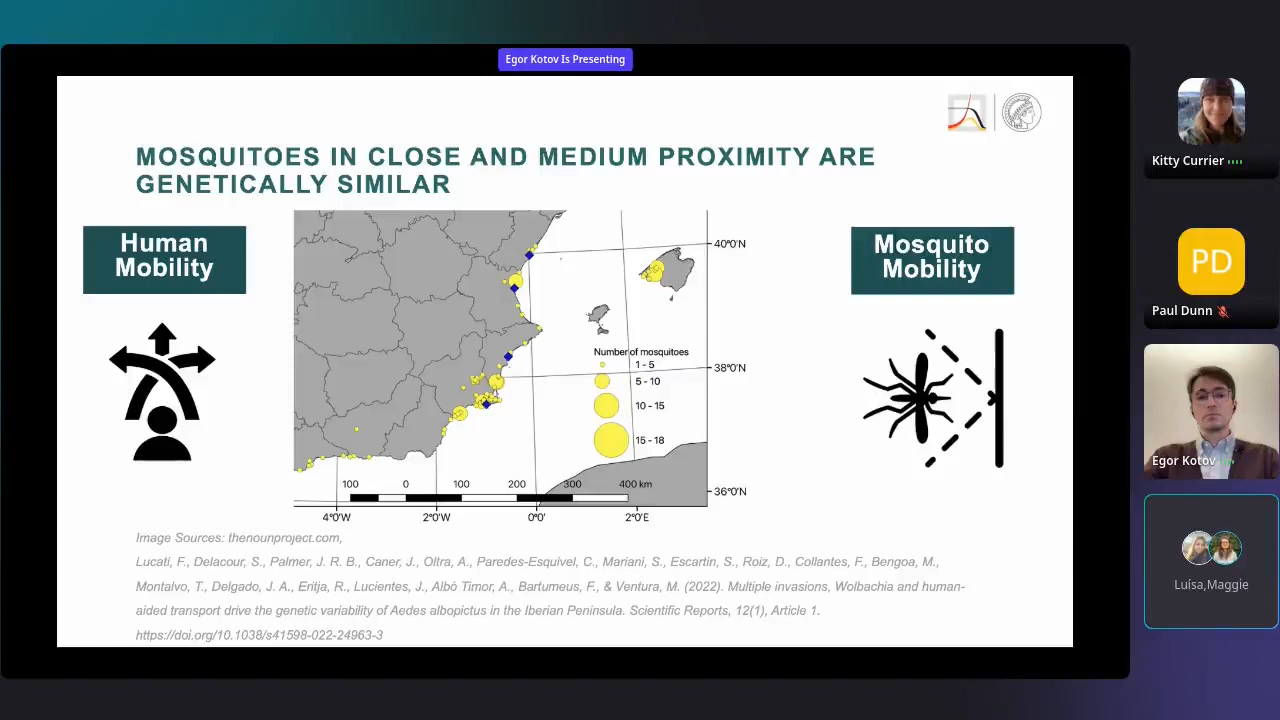 Egor Kotov Is Presenting
MOSQUITOES IN CLOSE AND MEDIUM PROXIMITY ARE
GENETICALLY SIMILAR
Human
Mobility
Mosquito
Mobility
40°0'N
38°0'N
36°0'N
Number of mosquitoes
1 - 5
5 - 10
10 - 15
15 - 18
100 0 100 200 300 400 km
4°0'W 2°0'W 0°0' 2°0'E
Image Sources: thenounproject.com,
Lucati, F., Delacour, S., Palmer, J. R. B., Caner, J., Oltra, A., Paredes-Esquivel, C., Mariani, S., Escartin, S., Roiz, D., Collantes, F., Bengoa, M.,
Montalvo, T., Delgado, J. A., Eritja, R., Lucientes, J., Albó Timor, A., Bartumeus, F., & Ventura, M. (2022). Multiple invasions, Wolbachia and human-
aided transport drive the genetic variability of Aedes albopictus in the Iberian Peninsula. Scientific Reports, 12(1), Article 1.
https://doi.org/10.1038/s41598-022-24963-3
Kitty Currier
PD
Paul Dunn
Egor Kotov
Luísa,Maggie